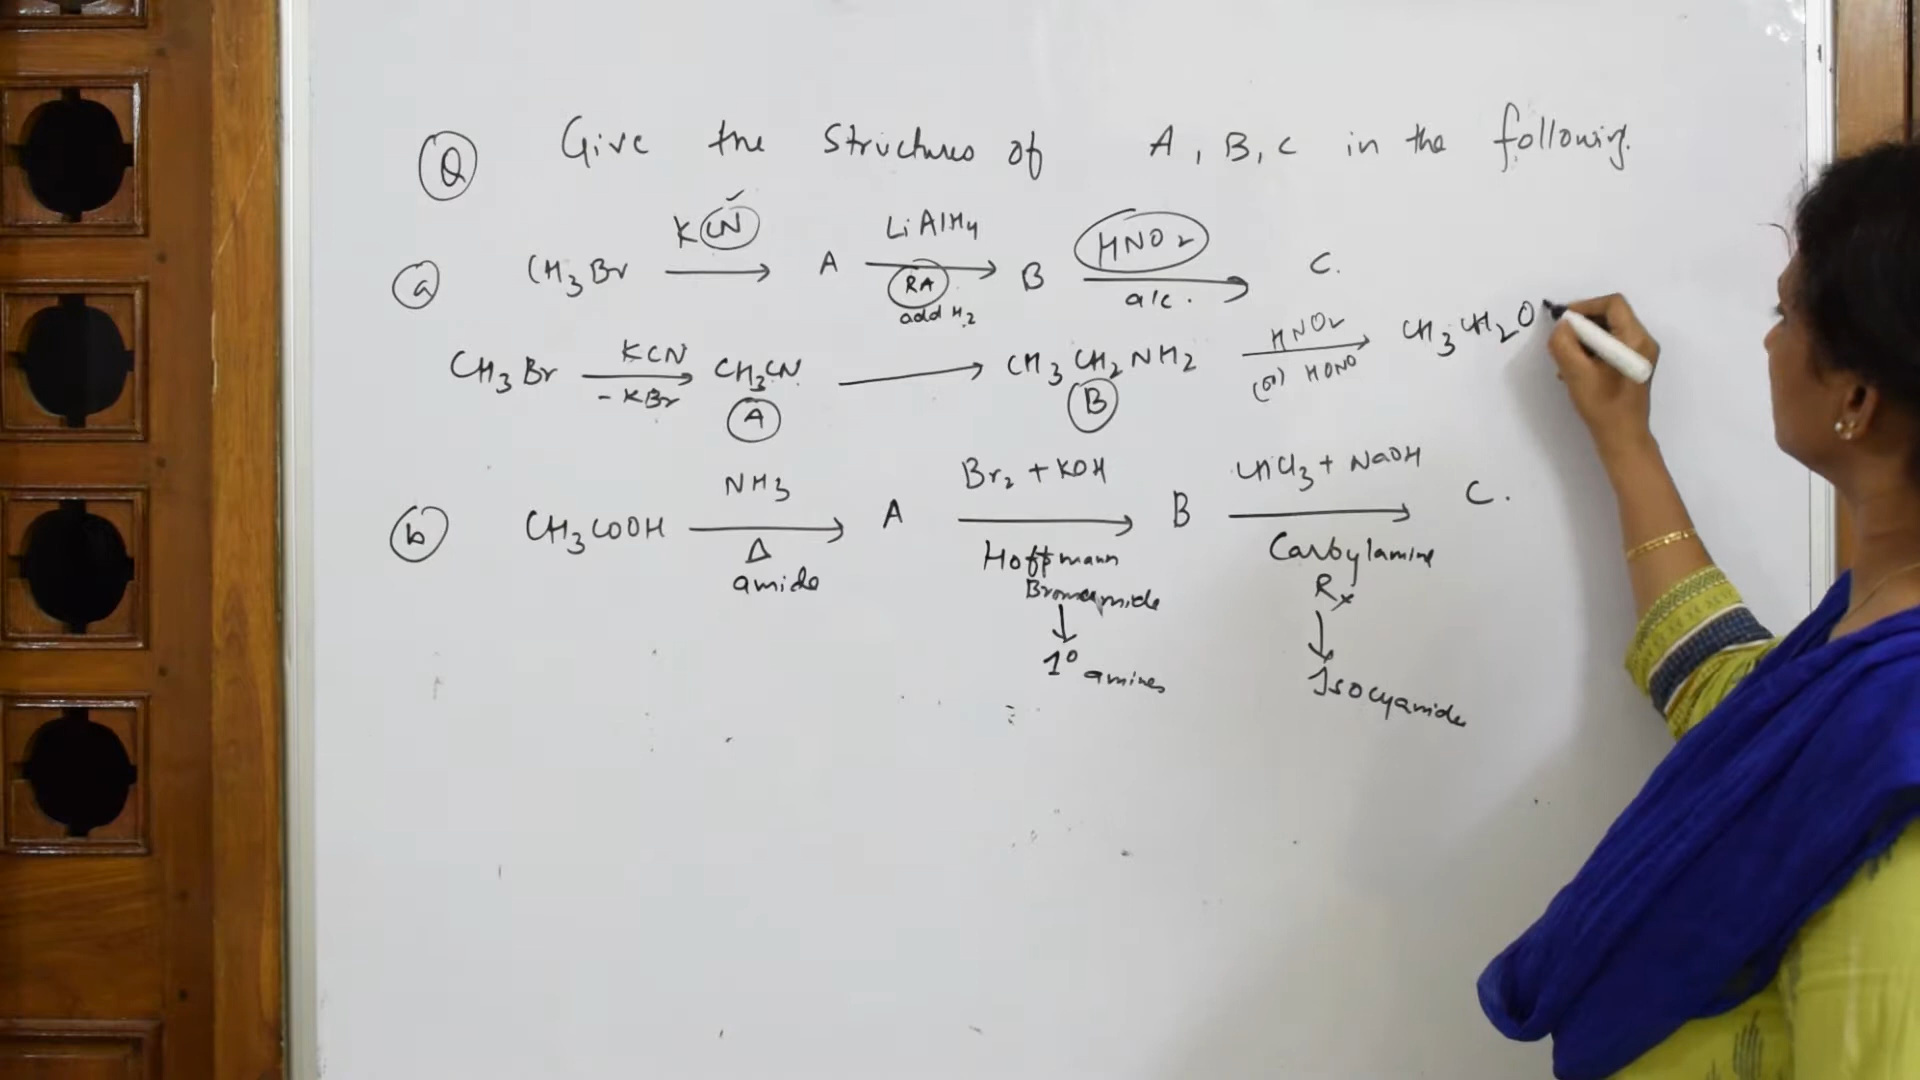 Q Give the Structures of A, B, C in the following.
a CH3Br KCN → A LiAlH4 → B HNO2 → C.
RA add H2 alc.
CH3Br KCN → CH3CN → CH3CH2NH2 HNO2 → CH3CH2O
-KBr A B (or) HONO
b CH3COOH NH3 → A Br2 + KOH → B CHCl3 + NaOH → C.
Δ Hoffmann Carbylamine
amide Bromamide Rx
↓ ↓
1° amines Isocyanide